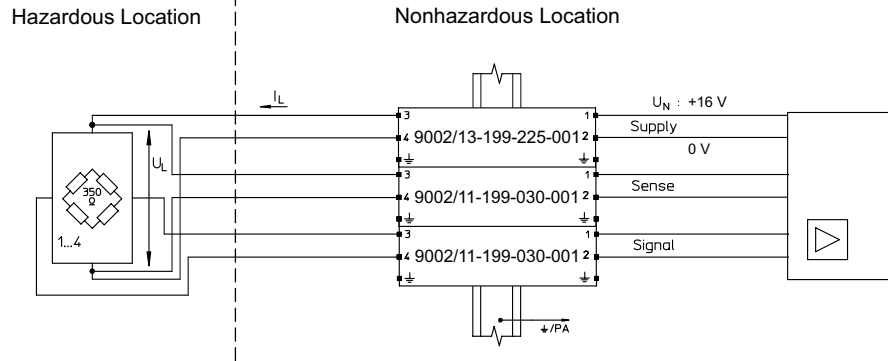 Hazardous Location
Nonhazardous Location
I_L
3 1
U_N : +16 V
4 9002/13-199-225-001 2
Supply
0 V
U_L
3 1
4 9002/11-199-030-001 2
Sense
350
Ω
1...4
3 1
4 9002/11-199-030-001 2
Signal
/PA